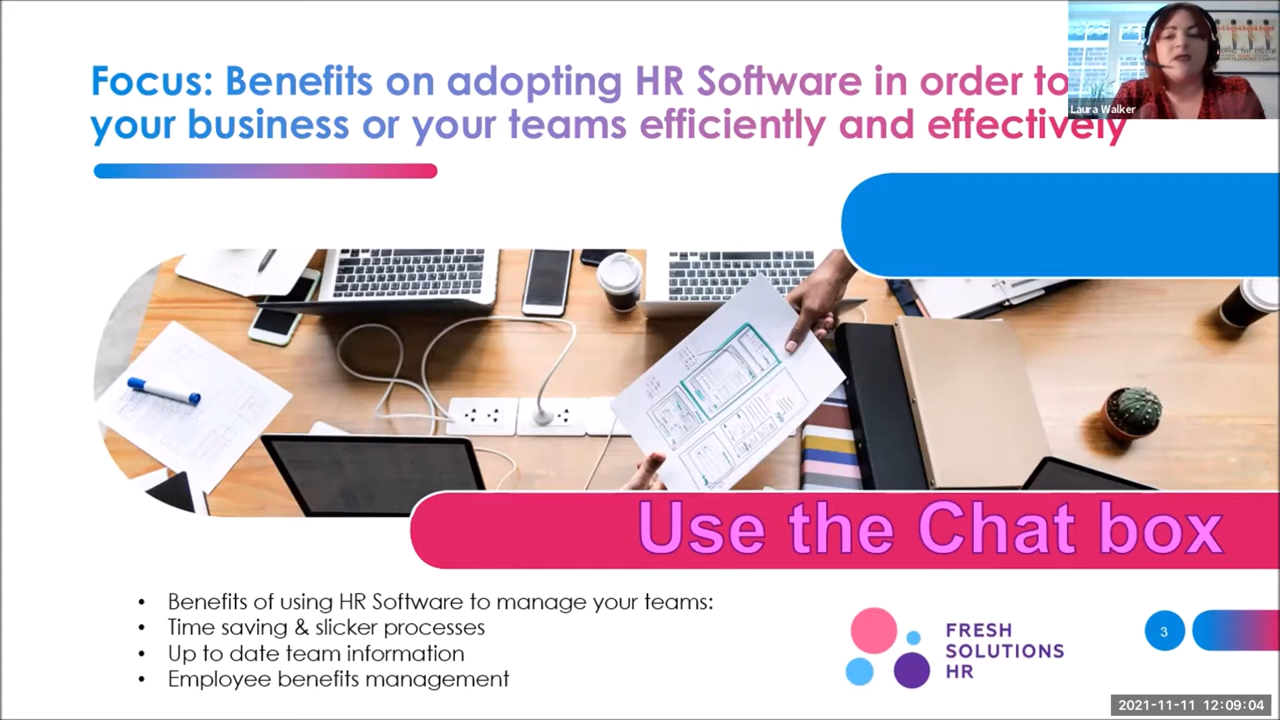 Focus: Benefits on adopting HR Software in order to
your business or your teams efficiently and effectively
Laura Walker
Use the Chat box
• Benefits of using HR Software to manage your teams:
• Time saving & slicker processes
• Up to date team information
• Employee benefits management
FRESH
SOLUTIONS
HR
3
2021-11-11 12:09:04